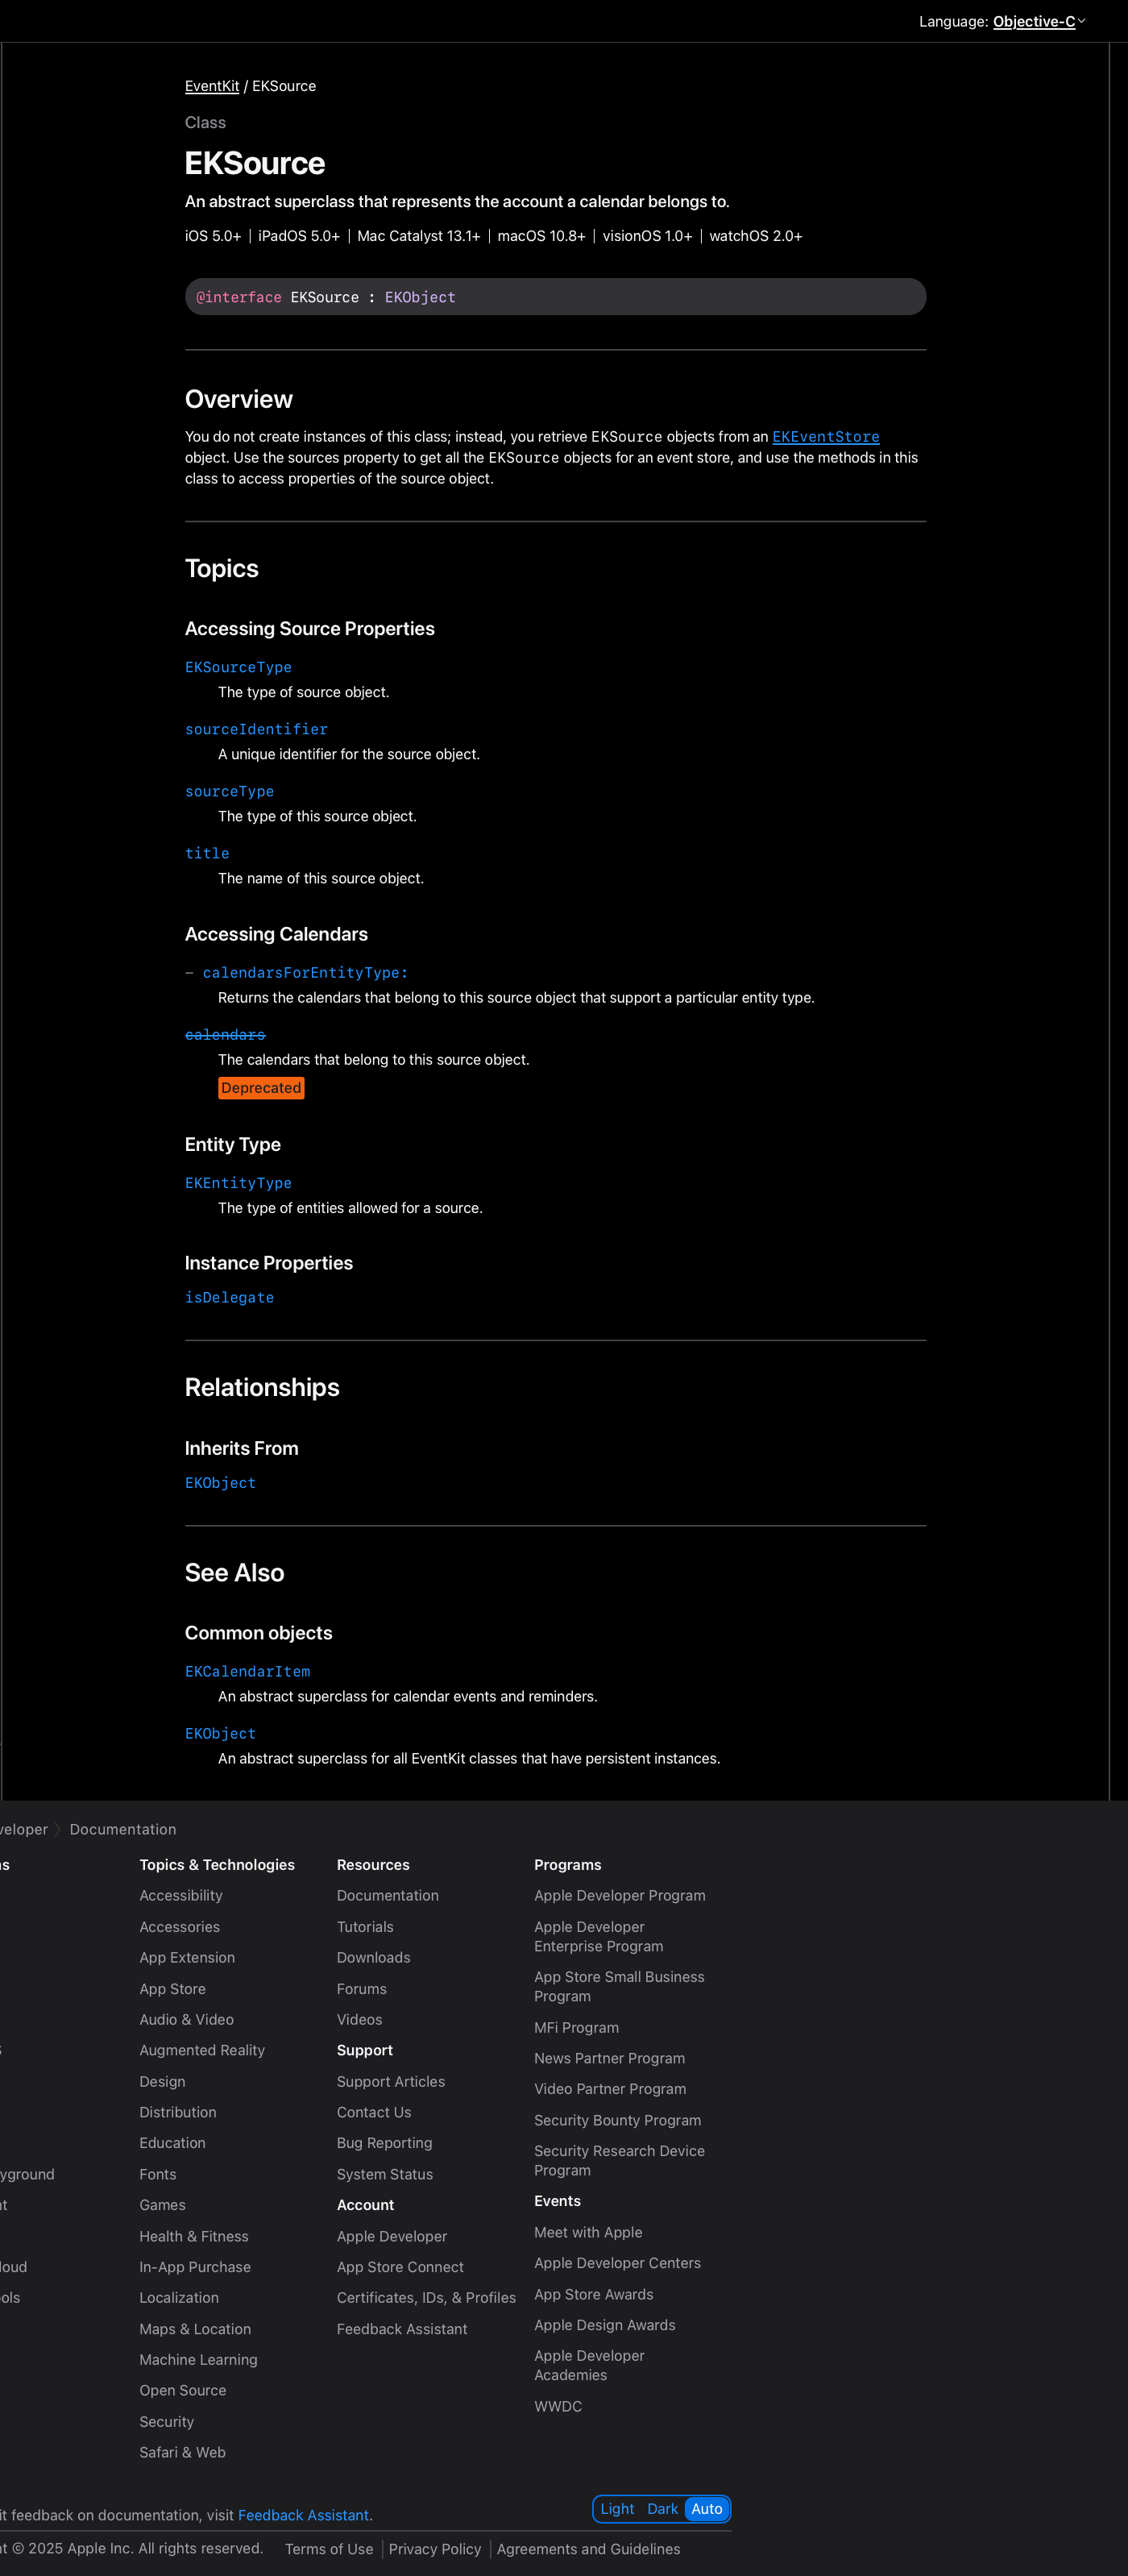 Language: Objective-C
EventKit / EKSource
Class
EKSource
An abstract superclass that represents the account a calendar belongs to.
iOS 5.0+ | iPadOS 5.0+ | Mac Catalyst 13.1+ | macOS 10.8+ | visionOS 1.0+ | watchOS 2.0+
@interface EKSource : EKObject
Overview
You do not create instances of this class; instead, you retrieve EKSource objects from an EKEventStore
object. Use the sources property to get all the EKSource objects for an event store, and use the methods in this
class to access properties of the source object.
Topics
Accessing Source Properties
EKSourceType
The type of source object.
sourceIdentifier
A unique identifier for the source object.
sourceType
The type of this source object.
title
The name of this source object.
Accessing Calendars
– calendarsForEntityType:
Returns the calendars that belong to this source object that support a particular entity type.
calendars
The calendars that belong to this source object.
Deprecated
Entity Type
EKEntityType
The type of entities allowed for a source.
Instance Properties
isDelegate
Relationships
Inherits From
EKObject
See Also
Common objects
EKCalendarItem
An abstract superclass for calendar events and reminders.
EKObject
An abstract superclass for all EventKit classes that have persistent instances.
veloper > Documentation
Topics & Technologies
Accessibility
Accessories
App Extension
App Store
Audio & Video
Augmented Reality
Design
Distribution
Education
Fonts
Games
Health & Fitness
In-App Purchase
Localization
Maps & Location
Machine Learning
Open Source
Security
Safari & Web
yground
loud
ols
Resources
Documentation
Tutorials
Downloads
Forums
Videos
Support
Support Articles
Contact Us
Bug Reporting
System Status
Account
Apple Developer
App Store Connect
Certificates, IDs, & Profiles
Feedback Assistant
Programs
Apple Developer Program
Apple Developer
Enterprise Program
App Store Small Business
Program
MFi Program
News Partner Program
Video Partner Program
Security Bounty Program
Security Research Device
Program
Events
Meet with Apple
Apple Developer Centers
App Store Awards
Apple Design Awards
Apple Developer
Academies
WWDC
it feedback on documentation, visit Feedback Assistant.
Light Dark Auto
© 2025 Apple Inc. All rights reserved. Terms of Use | Privacy Policy | Agreements and Guidelines